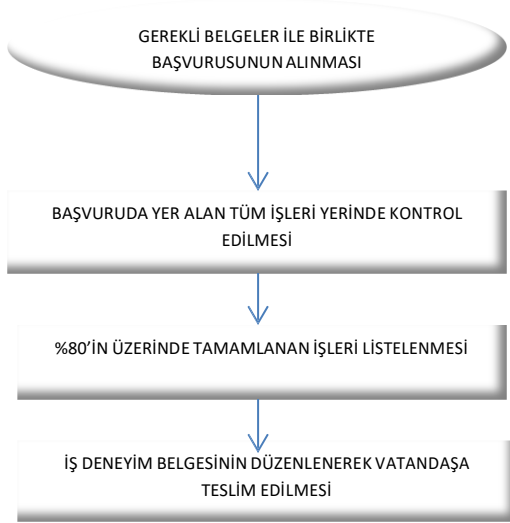 GEREKLİ BELGELER İLE BİRLİKTE
BAŞVURUSUNUN ALINMASI
BAŞVURUDA YER ALAN TÜM İŞLERİ YERİNDE KONTROL
EDİLMESİ
%80’İN ÜZERİNDE TAMAMLANAN İŞLERİ LİSTELENMESİ
İŞ DENEYİM BELGESİNİN DÜZENLENEREK VATANDAŞA
TESLİM EDİLMESİ